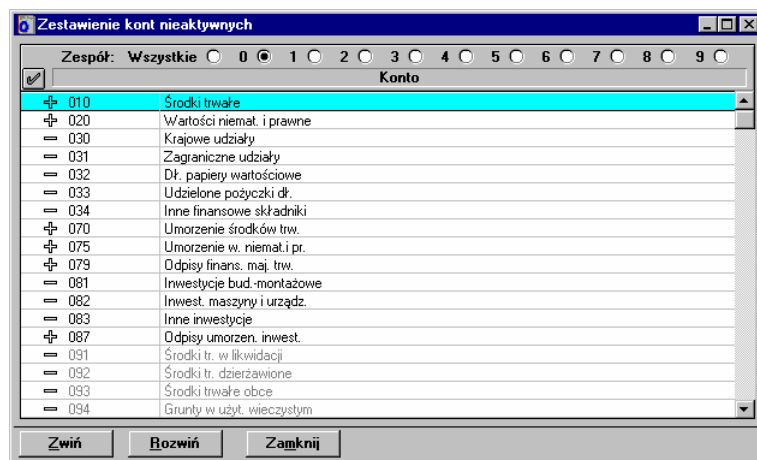 Zestawienie kont nieaktywnych
Zespół: Wszystkie 0 1 2 3 4 5 6 7 8 9
Konto
010 Środki trwałe
020 Wartości niemat. i prawne
030 Krajowe udziały
031 Zagraniczne udziały
032 Dł. papiery wartościowe
033 Udzielone pożyczki dł.
034 Inne finansowe składniki
070 Umorzenie środków trw.
075 Umorzenie w. niemat.i pr.
079 Odpisy finans. maj. trw.
081 Inwestycje bud.-montażowe
082 Inwest. maszyny i urządz.
083 Inne inwestycje
087 Odpisy umorzen. inwest.
091 Środki tr. w likwidacji
092 Środki tr. dzierżawione
093 Środki trwałe obce
094 Grunty w użyt. wieczystym
Zwiń Rozwiń Zamknij